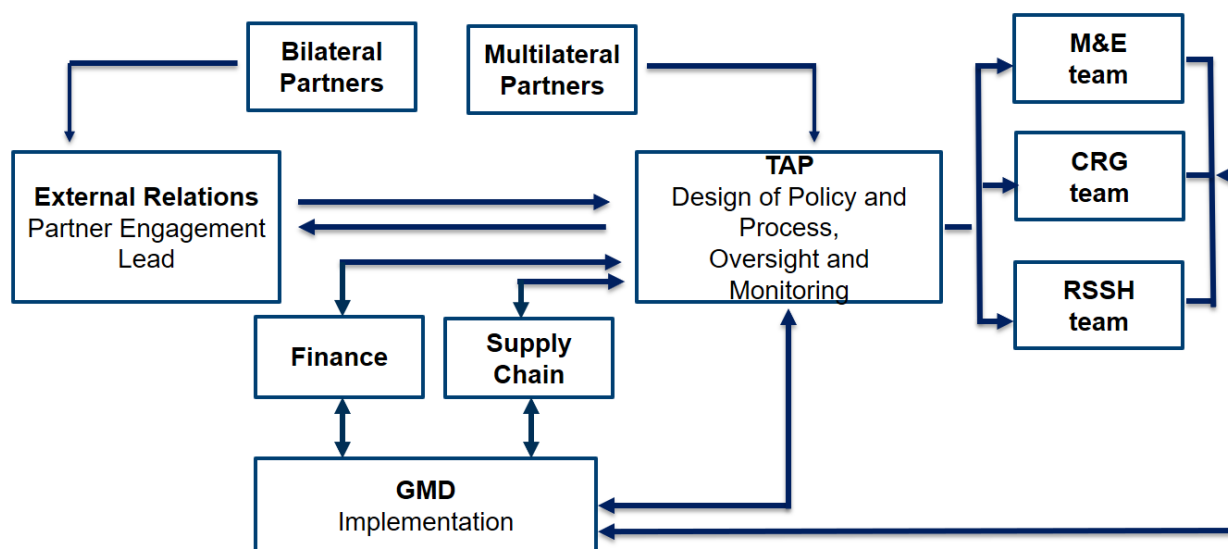 Bilateral
Partners
Multilateral
Partners
M&E
team
External Relations
Partner Engagement
Lead
TAP
Design of Policy and
Process,
Oversight and
Monitoring
CRG
team
RSSH
team
Finance
Supply
Chain
GMD
Implementation